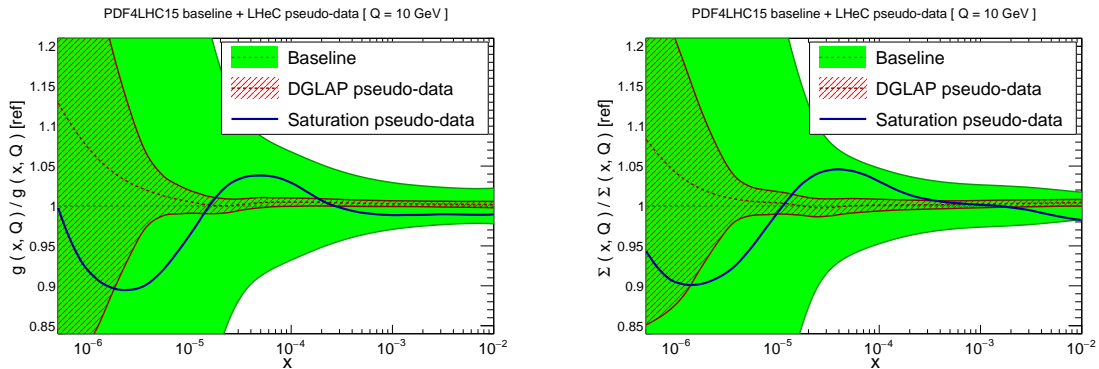 PDF4LHC15 baseline + LHeC pseudo-data [ Q = 10 GeV ]
g ( x, Q ) / g ( x, Q ) [ref]
1.2
1.15
1.1
1.05
1
0.95
0.9
0.85
Baseline
DGLAP pseudo-data
Saturation pseudo-data
10⁻⁶
10⁻⁵
10⁻⁴
10⁻³
10⁻²
x
PDF4LHC15 baseline + LHeC pseudo-data [ Q = 10 GeV ]
Σ ( x, Q ) / Σ ( x, Q ) [ref]
1.2
1.15
1.1
1.05
1
0.95
0.9
0.85
Baseline
DGLAP pseudo-data
Saturation pseudo-data
10⁻⁶
10⁻⁵
10⁻⁴
10⁻³
10⁻²
x